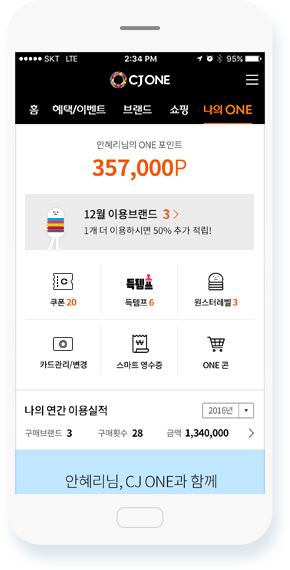 SKT LTE 2:34 PM 95%
CJ ONE
홈 혜택/이벤트 브랜드 쇼핑 나의 ONE
안혜리님의 ONE 포인트
357,000P
12월 이용브랜드 3 >
1개 더 이용하시면 50% 추가 적립!
쿠폰 20 득템프 6 원스터레벨 3
카드관리/변경 스마트 영수증 ONE 콘
나의 연간 이용실적 2016년
구매브랜드 3 구매횟수 28 금액 1,340,000 >
안혜리님, CJ ONE과 함께